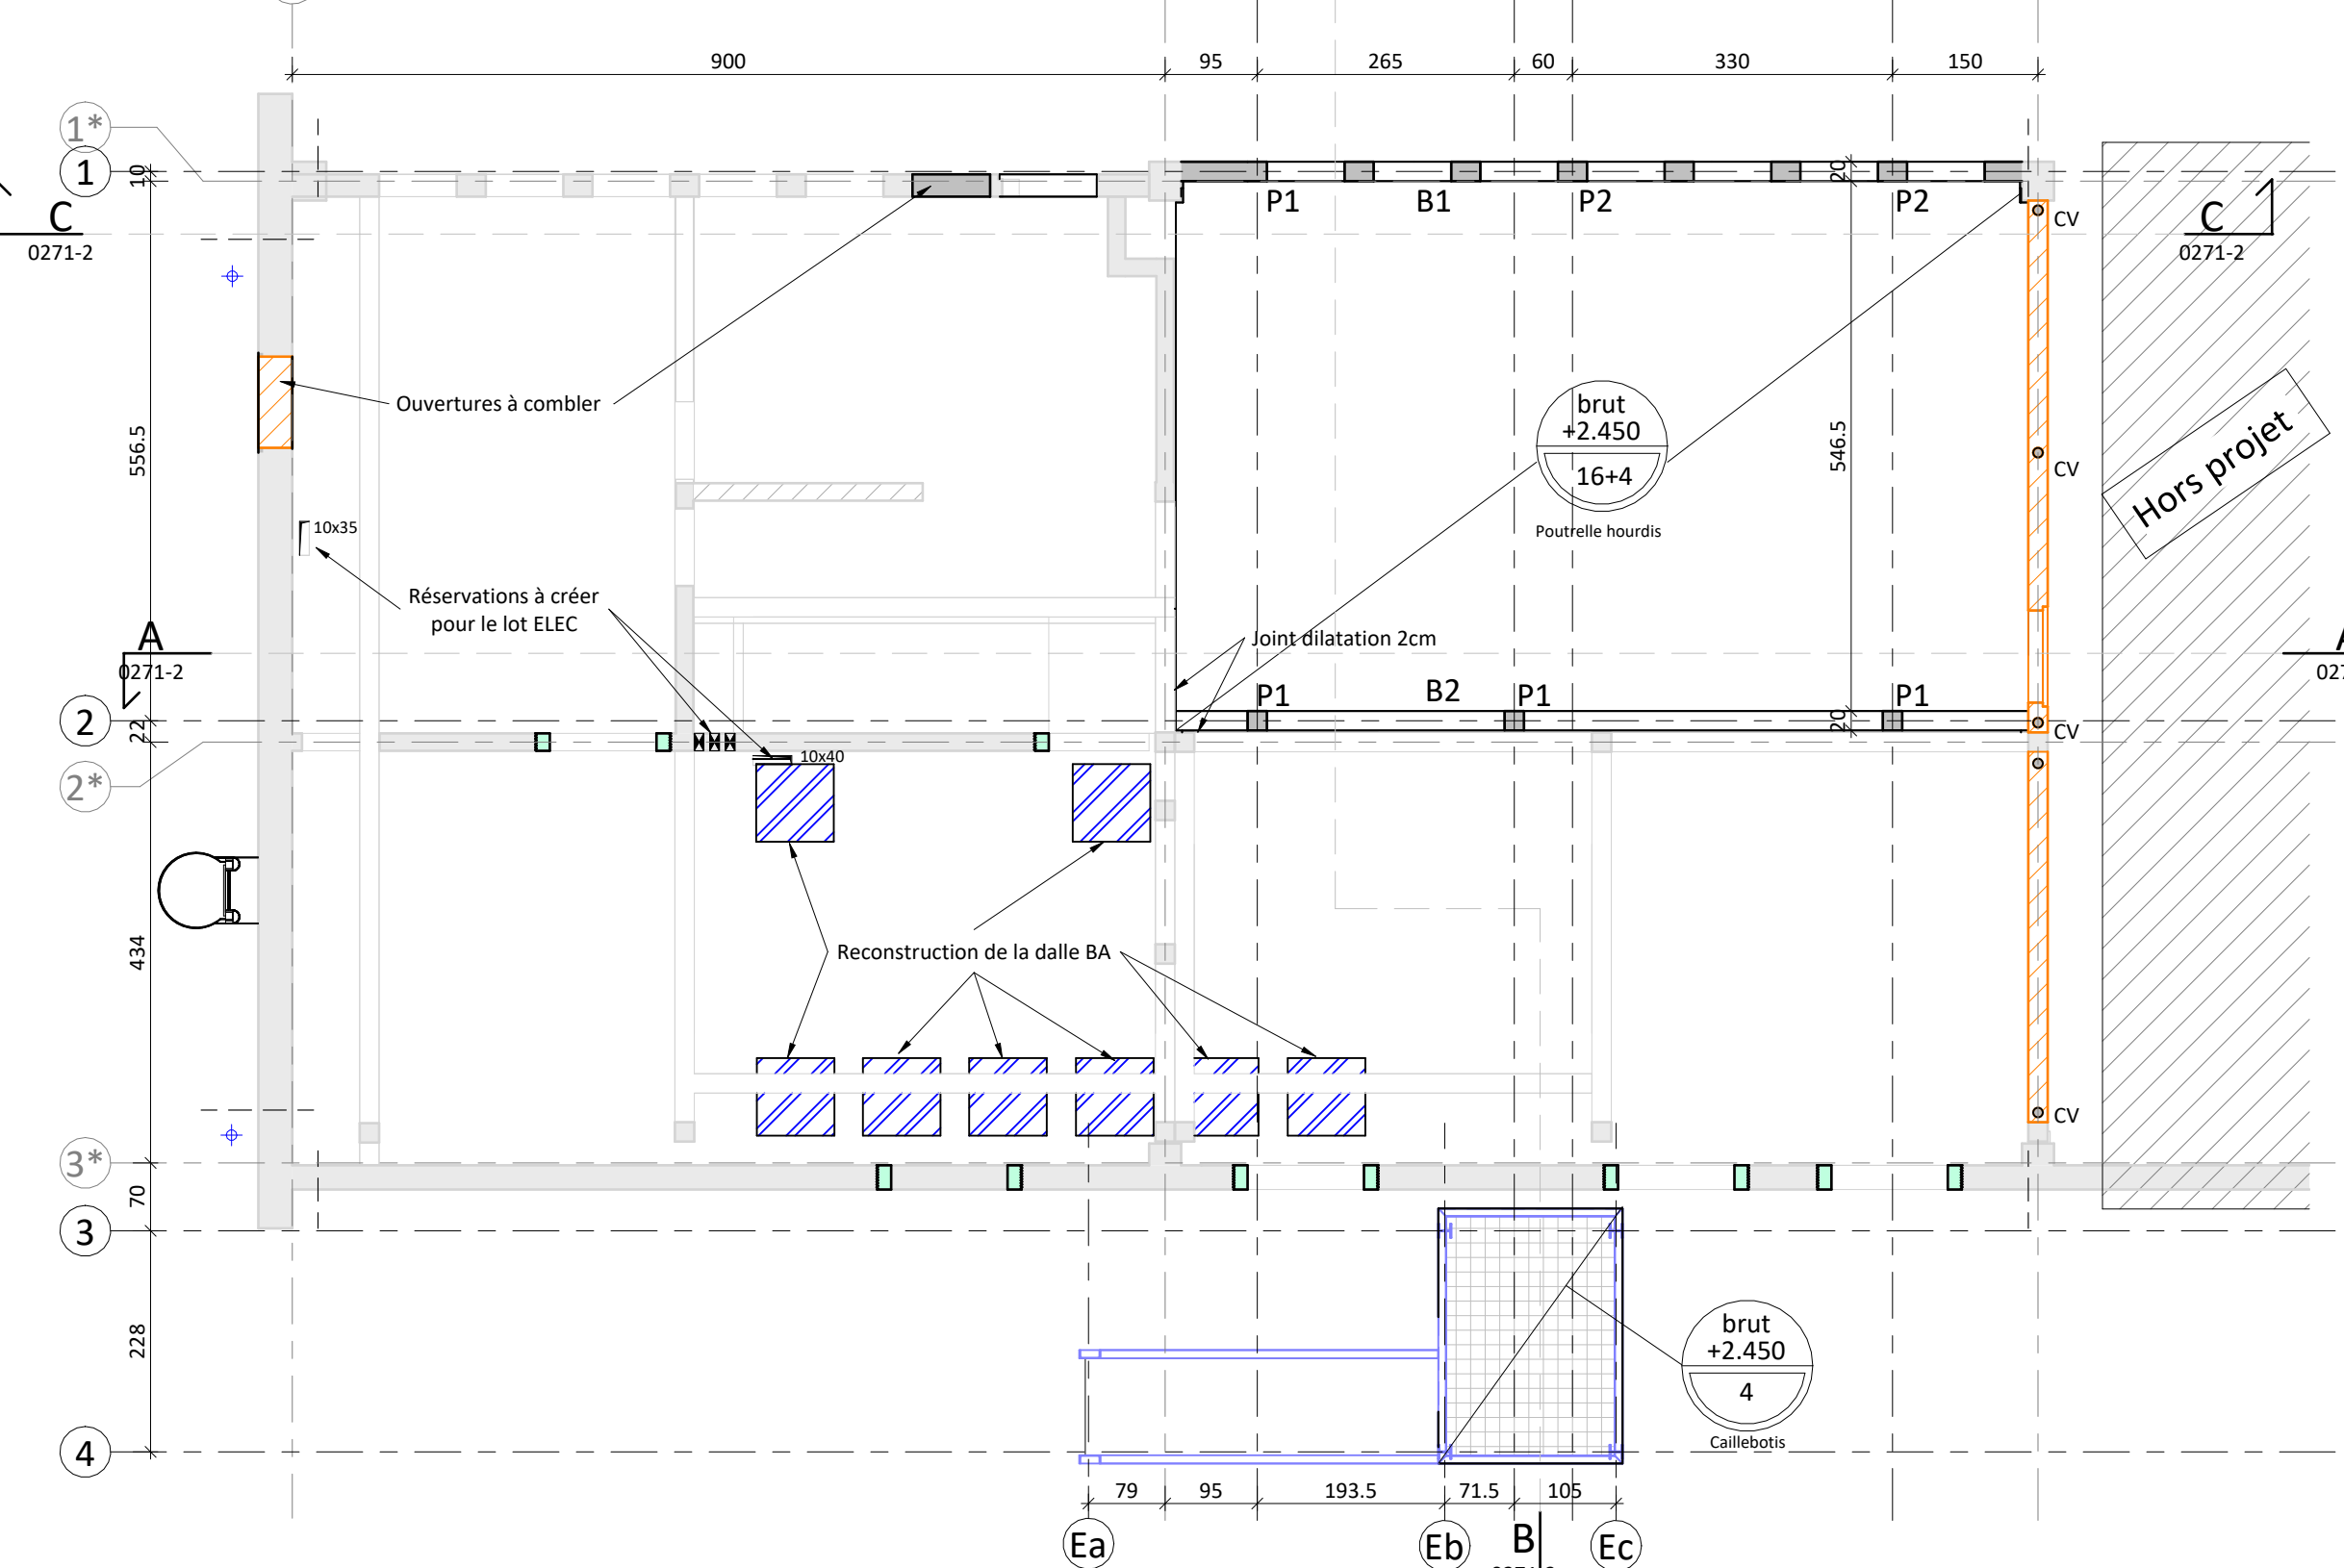 900
95
265
60
330
150
1*
1
10
20
P1
B1
P2
P2
CV
C
0271-2
C
0271-2
Ouvertures à combler
brut
+2.450
16+4
Poutrelle hourdis
556.5
546.5
CV
Hors projet
10x35
Réservations à créer
pour le lot ELEC
Joint dilatation 2cm
A
0271-2
P1
B2
P1
P1
2
22
20
CV
10x40
2*
Reconstruction de la dalle BA
434
CV
3*
70
3
228
brut
+2.450
4
Caillebotis
4
79
95
193.5
71.5
105
Ea
Eb
B
Ec